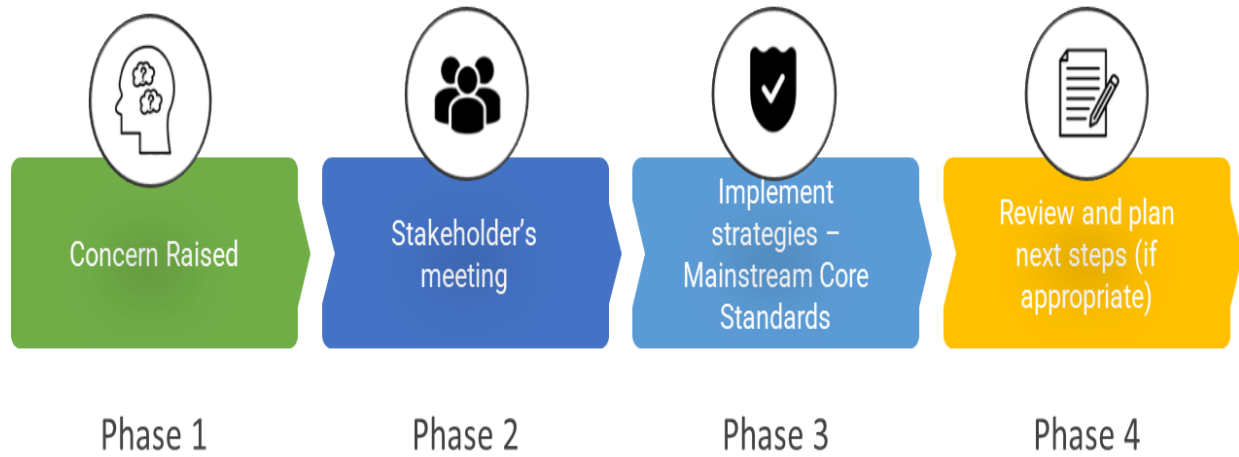 Concern Raised
Stakeholder’s
meeting
Implement
strategies –
Mainstream Core
Standards
Review and plan
next steps (if
appropriate)
Phase 1
Phase 2
Phase 3
Phase 4